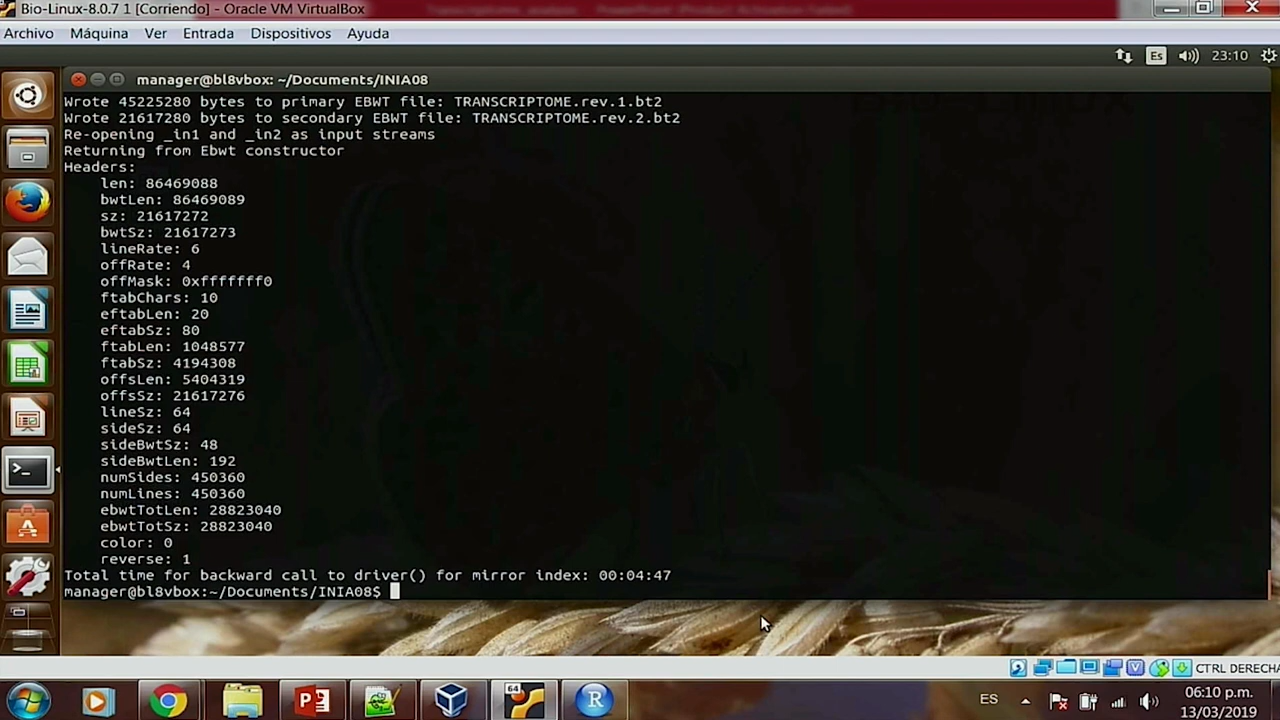 Bio-Linux-8.0.7 1 [Corriendo] - Oracle VM VirtualBox
Archivo Máquina Ver Entrada Dispositivos Ayuda
Es 23:10
manager@bl8vbox: ~/Documents/INIA08
Wrote 45225280 bytes to primary EBWT file: TRANSCRIPTOME.rev.1.bt2
Wrote 21617280 bytes to secondary EBWT file: TRANSCRIPTOME.rev.2.bt2
Re-opening _in1 and _in2 as input streams
Returning from Ebwt constructor
Headers:
len: 86469088
bwtLen: 86469089
sz: 21617272
bwtSz: 21617273
lineRate: 6
offRate: 4
offMask: 0xfffffff0
ftabChars: 10
eftabLen: 20
eftabSz: 80
ftabLen: 1048577
ftabSz: 4194308
offsLen: 5404319
offsSz: 21617276
lineSz: 64
sideSz: 64
sideBwtSz: 48
sideBwtLen: 192
numSides: 450360
numLines: 450360
ebwtTotLen: 28823040
ebwtTotSz: 28823040
color: 0
reverse: 1
Total time for backward call to driver() for mirror index: 00:04:47
manager@bl8vbox:~/Documents/INIA08$
CTRL DERECHA
64
R
ES
06:10 p.m.
13/03/2019